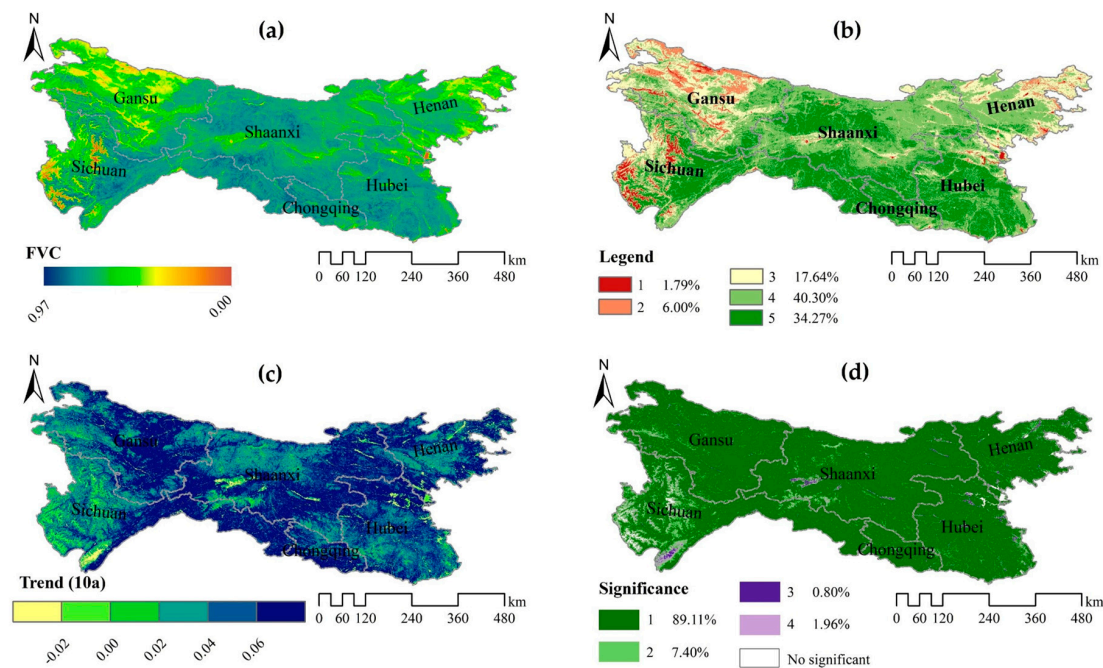 N
(a)
Gansu
Henan
Shaanxi
Sichuan
Hubei
Chongqing
FVC
0.97
0.00
km
0 60 120 240 360 480
N
(b)
Gansu
Henan
Shaanxi
Sichuan
Hubei
Chongqing
Legend
1 1.79%
2 6.00%
3 17.64%
4 40.30%
5 34.27%
km
0 60 120 240 360 480
N
(c)
Gansu
Henan
Shaanxi
Sichuan
Hubei
Chongqing
Trend (10a)
-0.02
0.00
0.02
0.04
0.06
km
0 60 120 240 360 480
N
(d)
Gansu
Henan
Shaanxi
Sichuan
Hubei
Chongqing
Significance
1 89.11%
2 7.40%
3 0.80%
4 1.96%
No significant
km
0 60 120 240 360 480